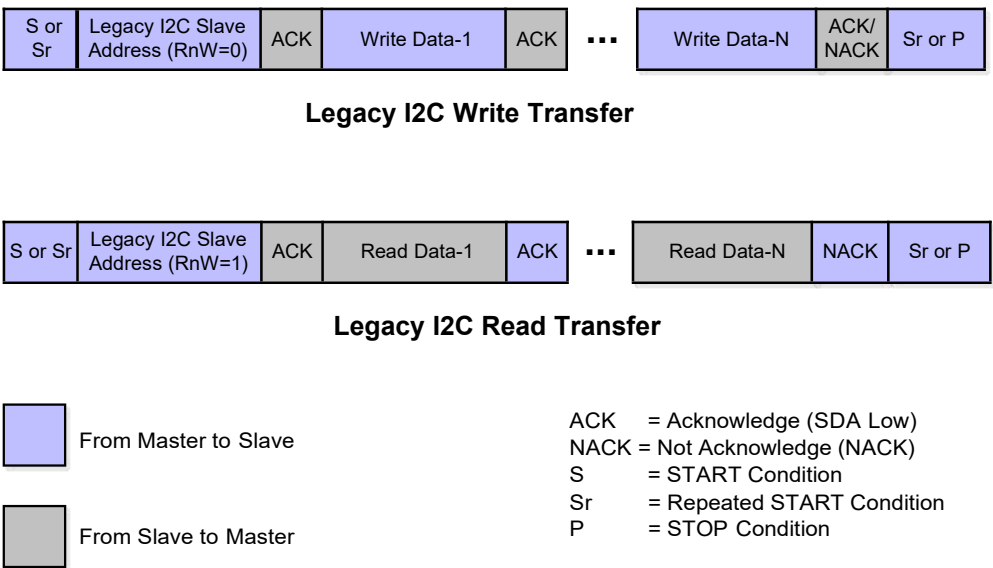 S or
Sr
Legacy I2C Slave
Address (RnW=0)
ACK
Write Data-1
ACK
...
Write Data-N
ACK/
NACK
Sr or P
Legacy I2C Write Transfer
S or Sr
Legacy I2C Slave
Address (RnW=1)
ACK
Read Data-1
ACK
...
Read Data-N
NACK
Sr or P
Legacy I2C Read Transfer
From Master to Slave
From Slave to Master
ACK = Acknowledge (SDA Low)
NACK = Not Acknowledge (NACK)
S = START Condition
Sr = Repeated START Condition
P = STOP Condition